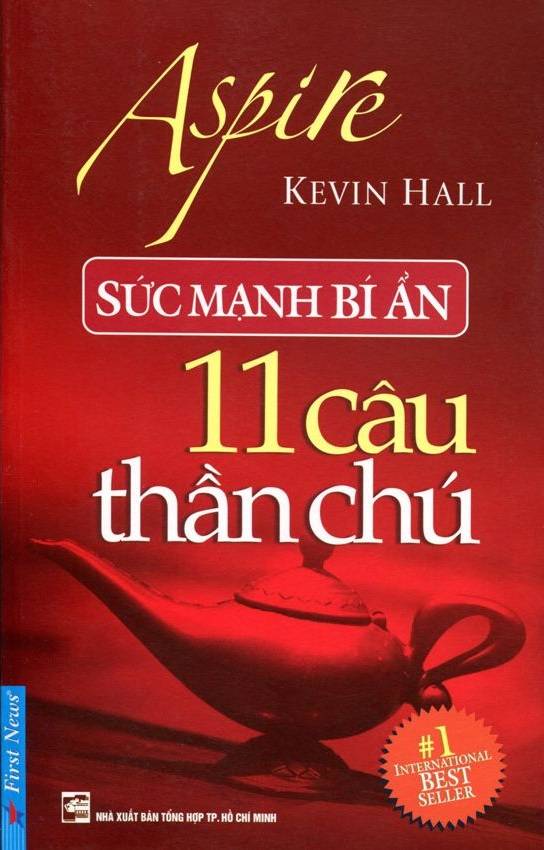 Aspire
KEVIN HALL
SỨC MẠNH BÍ ẨN
11 câu
thần chú
#1
INTERNATIONAL
BEST
SELLER
First News®
NHÀ XUẤT BẢN TỔNG HỢP TP. HỒ CHÍ MINH